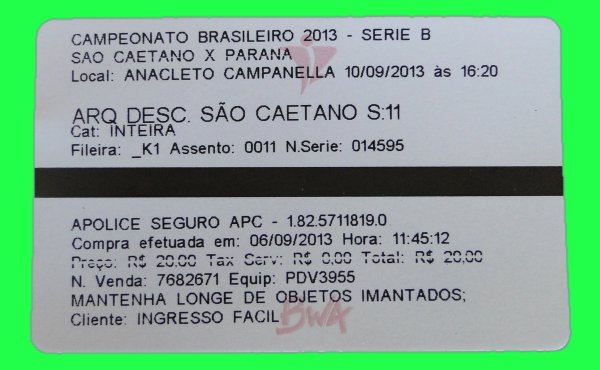 CAMPEONATO BRASILEIRO 2013 - SERIE B
SAO CAETANO X PARANA
Local: ANACLETO CAMPANELLA 10/09/2013 às 16:20
ARQ DESC. SÃO CAETANO S:11
Cat: INTEIRA
Fileira: _K1 Assento: 0011 N.Serie: 014595
APOLICE SEGURO APC - 1.82.5711819.0
Compra efetuada em: 06/09/2013 Hora: 11:45:12
Preço: R$ 20,00 Tax Serv: R$ 0,00 Total: R$ 20,00
N. Venda: 7682671 Equip: PDV3955
MANTENHA LONGE DE OBJETOS IMANTADOS;
Cliente: INGRESSO FACIL
BWA